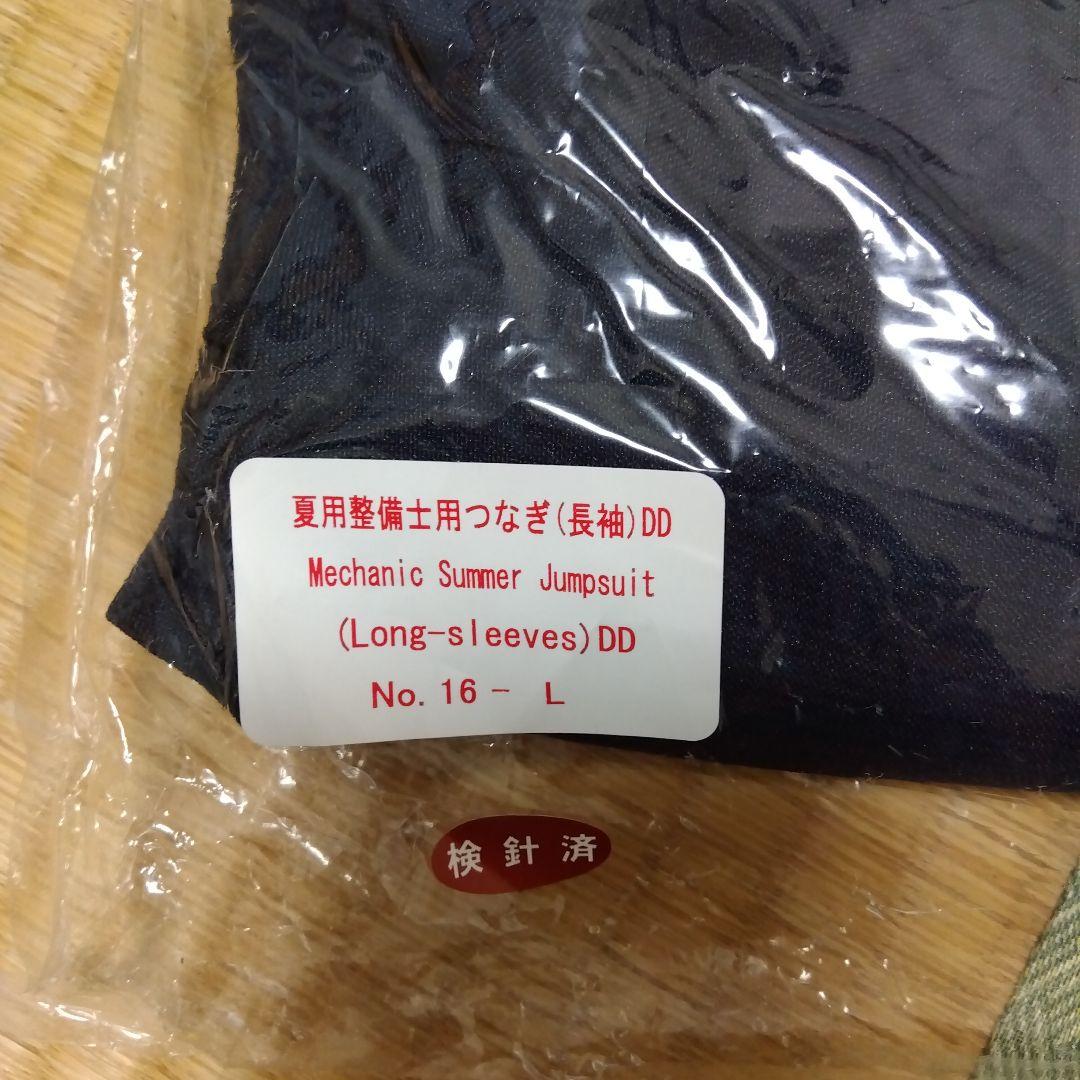 夏用整備士用つなぎ(長袖)DD
Mechanic Summer Jumpsuit
(Long-sleeves)DD
No.16 - L
検針済